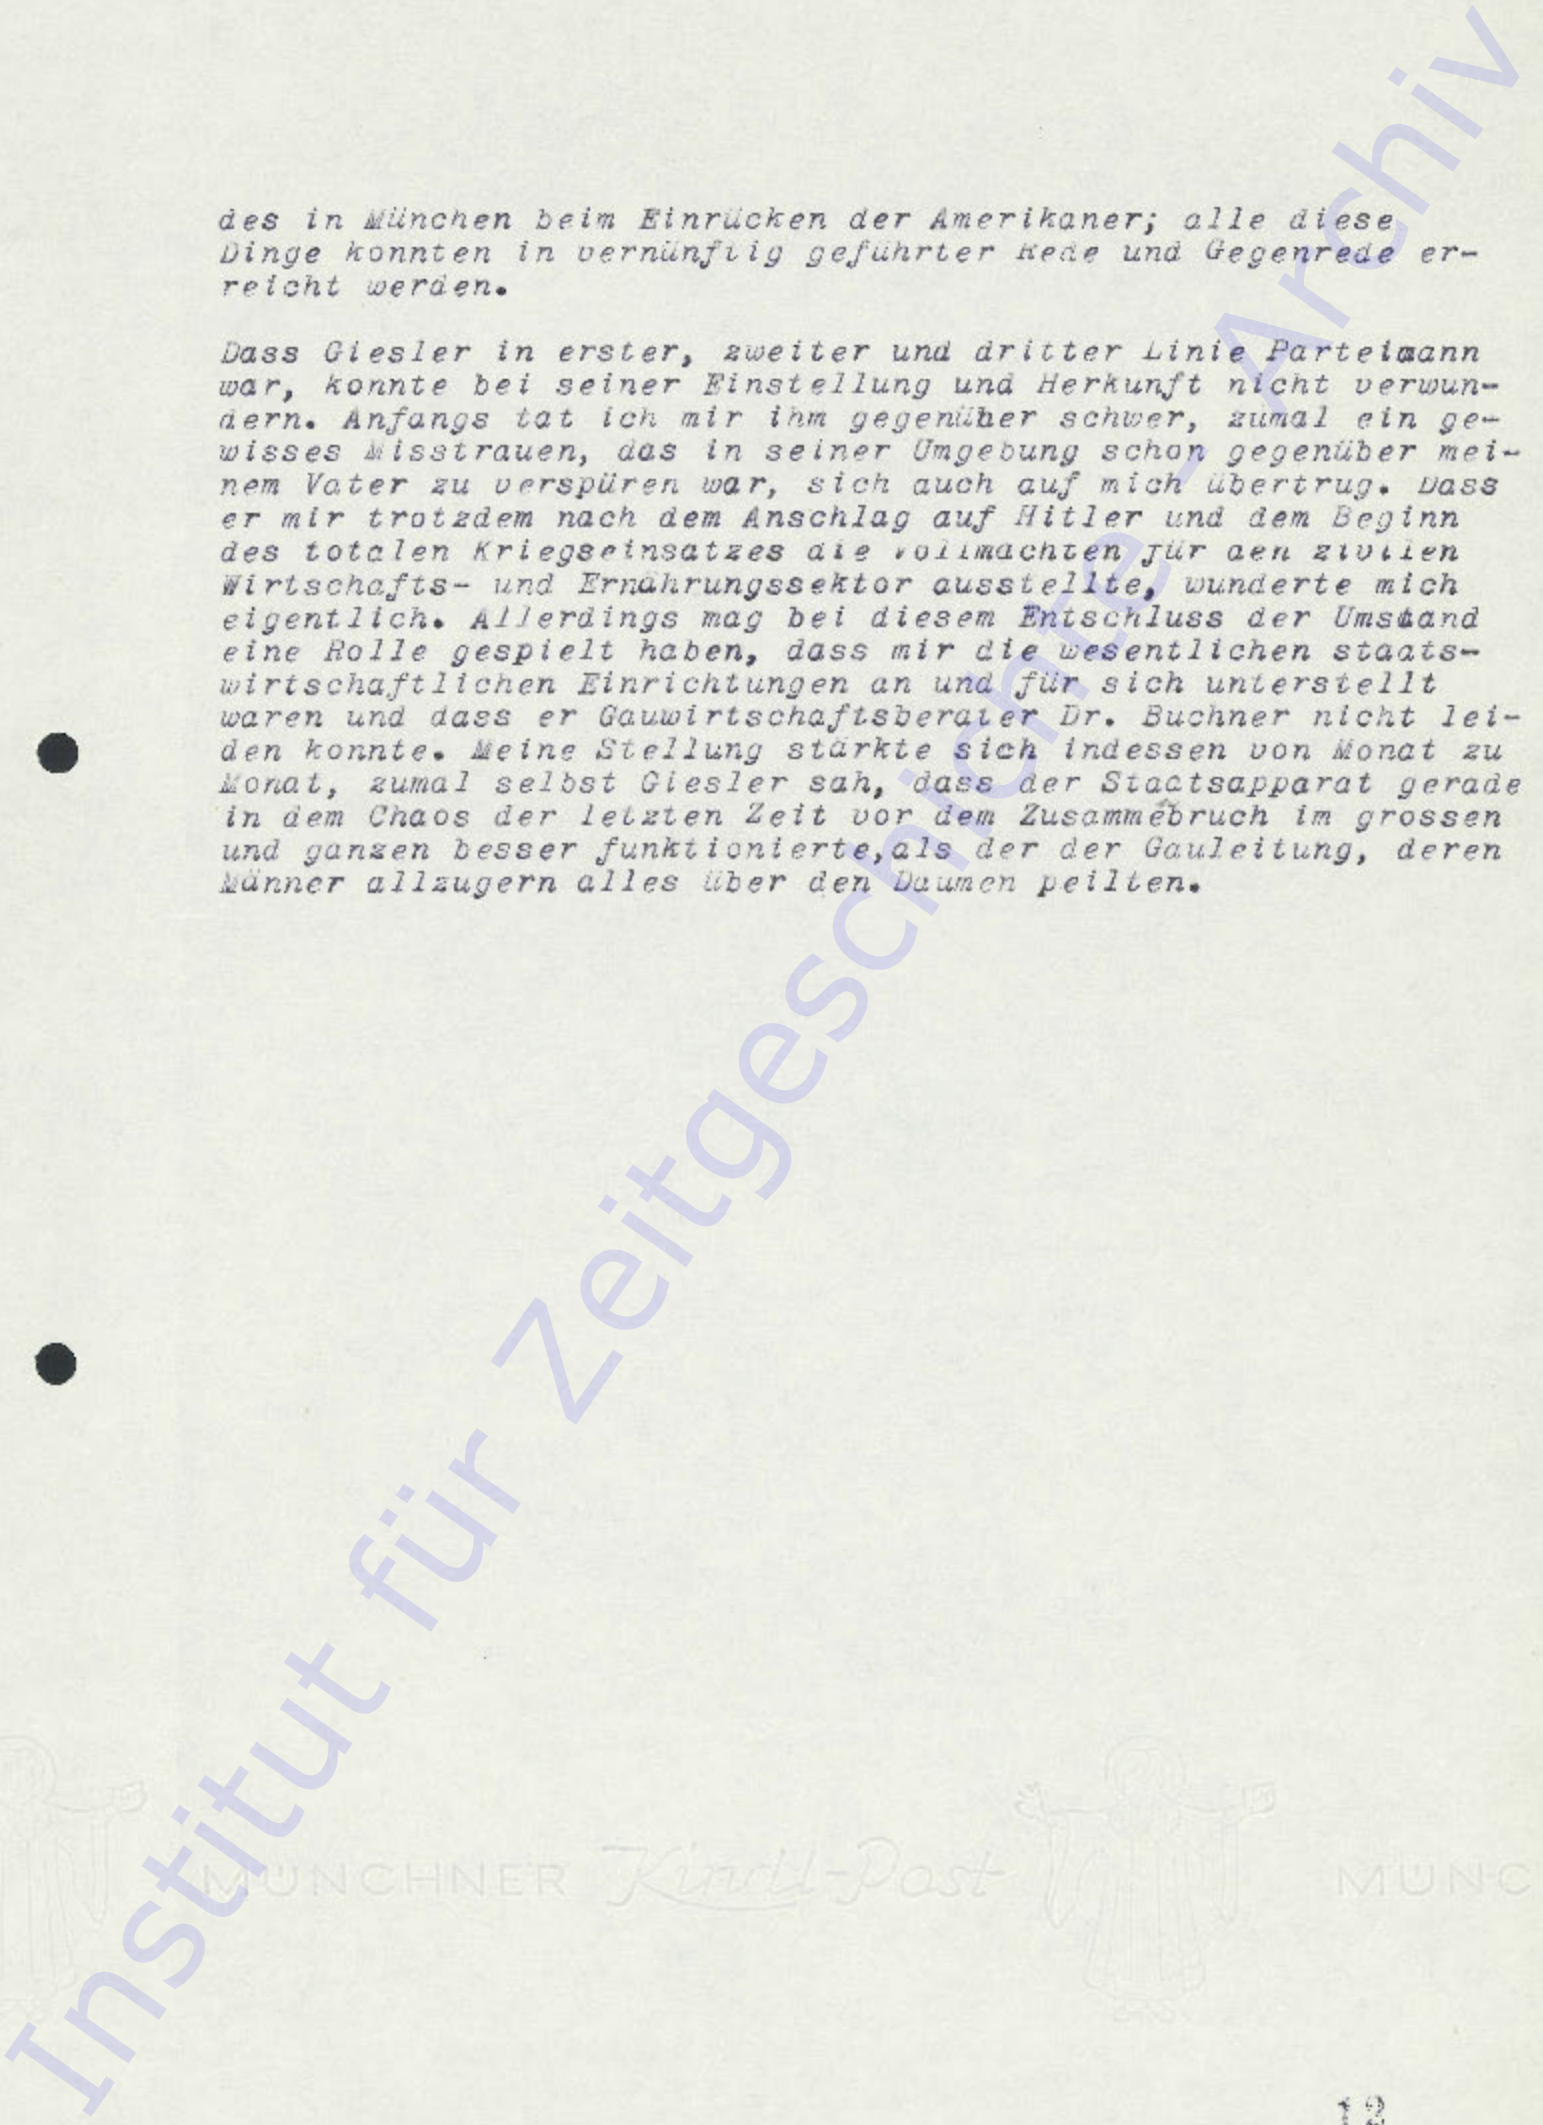 des in München beim Einrücken der Amerikaner; alle diese
Dinge konnten in vernünftig geführter Rede und Gegenrede er-
reicht werden.
Dass Giesler in erster, zweiter und dritter Linie Parteimann
war, konnte bei seiner Einstellung und Herkunft nicht verwun-
dern. Anfangs tat ich mir ihm gegenüber schwer, zumal ein ge-
wisses Misstrauen, das in seiner Umgebung schon gegenüber mei-
nem Vater zu verspüren war, sich auch auf mich übertrug. Dass
er mir trotzdem nach dem Anschlag auf Hitler und dem Beginn
des totalen Kriegseinsatzes die Vollmachten für den zivilen
Wirtschafts- und Ernährungssektor ausstellte, wunderte mich
eigentlich. Allerdings mag bei diesem Entschluss der Umstand
eine Rolle gespielt haben, dass mir die wesentlichen staats-
wirtschaftlichen Einrichtungen an und für sich unterstellt
waren und dass er Gauwirtschaftsberater Dr. Buchner nicht lei-
den konnte. Meine Stellung stärkte sich indessen von Monat zu
Monat, zumal selbst Giesler sah, dass der Staatsapparat gerade
in dem Chaos der letzten Zeit vor dem Zusammebruch im grossen
und ganzen besser funktionierte,als der der Gauleitung, deren
Männer allzugern alles über den Daumen peilten.
MÜNCHNER Kindl-Post MÜNC
12
Institut für Zeitgeschichte - Archiv